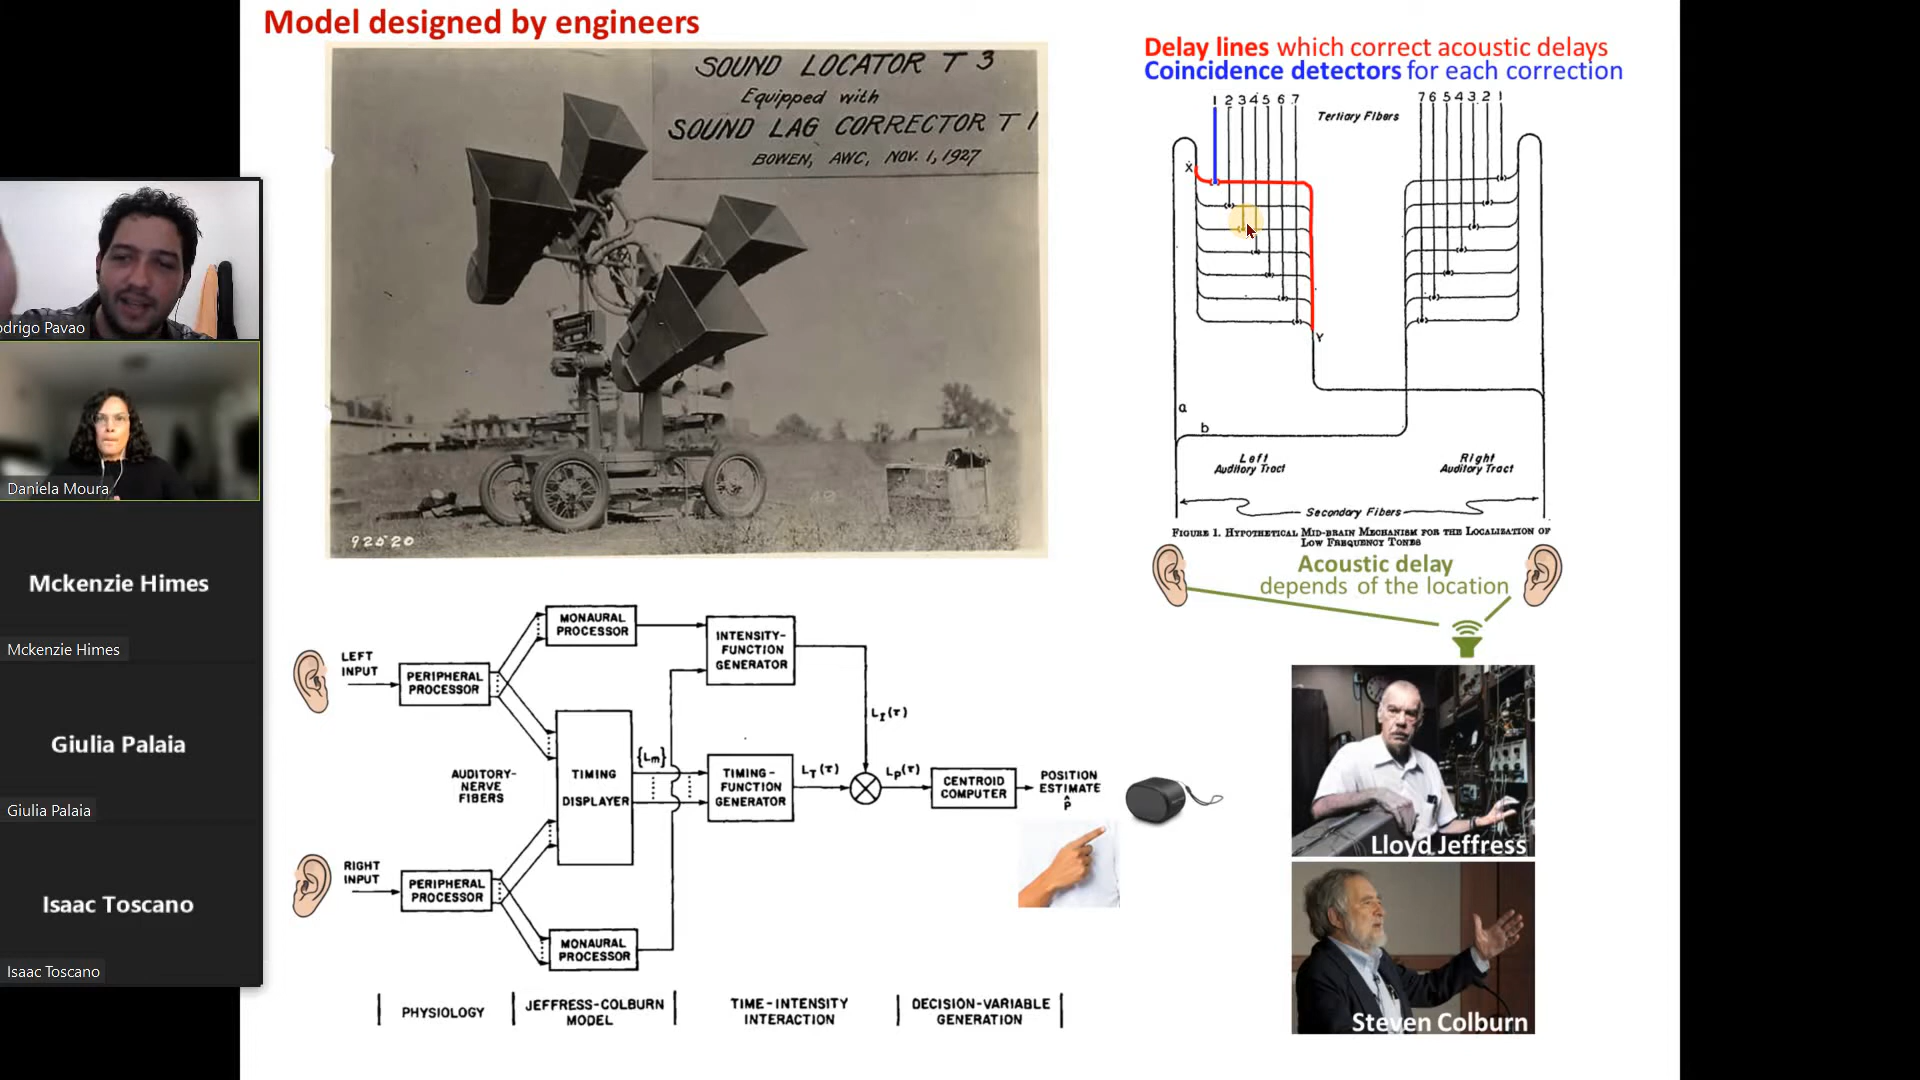 Model designed by engineers
SOUND LOCATOR T 3
Equipped with
SOUND LAG CORRECTOR T 1
BOWEN, AWC, NOV. 1, 1927
92520
Delay lines which correct acoustic delays
Coincidence detectors for each correction
1 2 3 4 5 6 7
Tertiary Fibers
7 6 5 4 3 2 1
X
Y
a
b
Left
Auditory Tract
Right
Auditory Tract
Secondary Fibers
FIGURE 1. HYPOTHETICAL MID-BRAIN MECHANISM FOR THE LOCALIZATION OF
LOW FREQUENCY TONES
Acoustic delay
depends of the location
Lloyd Jeffress
Steven Colburn
LEFT
INPUT
PERIPHERAL
PROCESSOR
MONAURAL
PROCESSOR
INTENSITY-
FUNCTION
GENERATOR
L_I(τ)
AUDITORY-
NERVE
FIBERS
TIMING
DISPLAYER
{L_m}
TIMING-
FUNCTION
GENERATOR
L_T(τ)
L_P(τ)
CENTROID
COMPUTER
POSITION
ESTIMATE
P̂
RIGHT
INPUT
PERIPHERAL
PROCESSOR
MONAURAL
PROCESSOR
PHYSIOLOGY
JEFFRESS-COLBURN
MODEL
TIME-INTENSITY
INTERACTION
DECISION-VARIABLE
GENERATION
odrigo Pavao
Daniela Moura
Mckenzie Himes
Mckenzie Himes
Giulia Palaia
Giulia Palaia
Isaac Toscano
Isaac Toscano